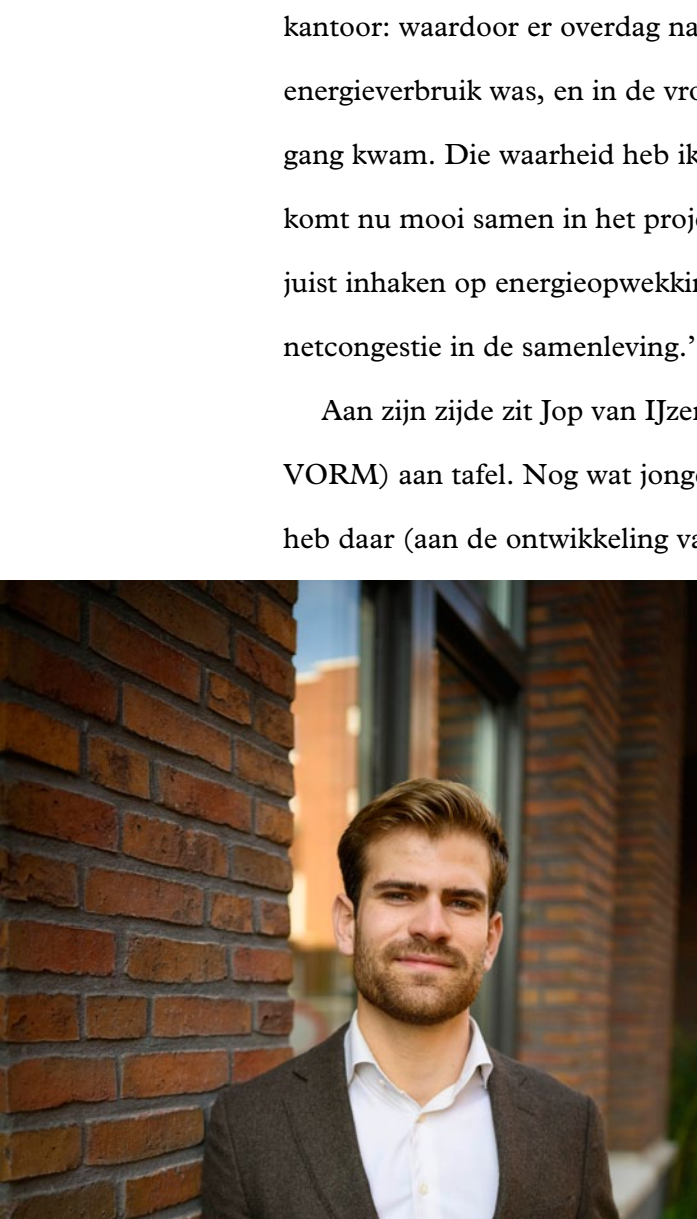 kantoor: waardoor er overdag na
energieverbruik was, en in de vro
gang kwam. Die waarheid heb ik
komt nu mooi samen in het proj
juist inhaken op energieopwekki
netcongestie in de samenleving.’
Aan zijn zijde zit Jop van IJze
VORM) aan tafel. Nog wat jong
heb daar (aan de ontwikkeling va